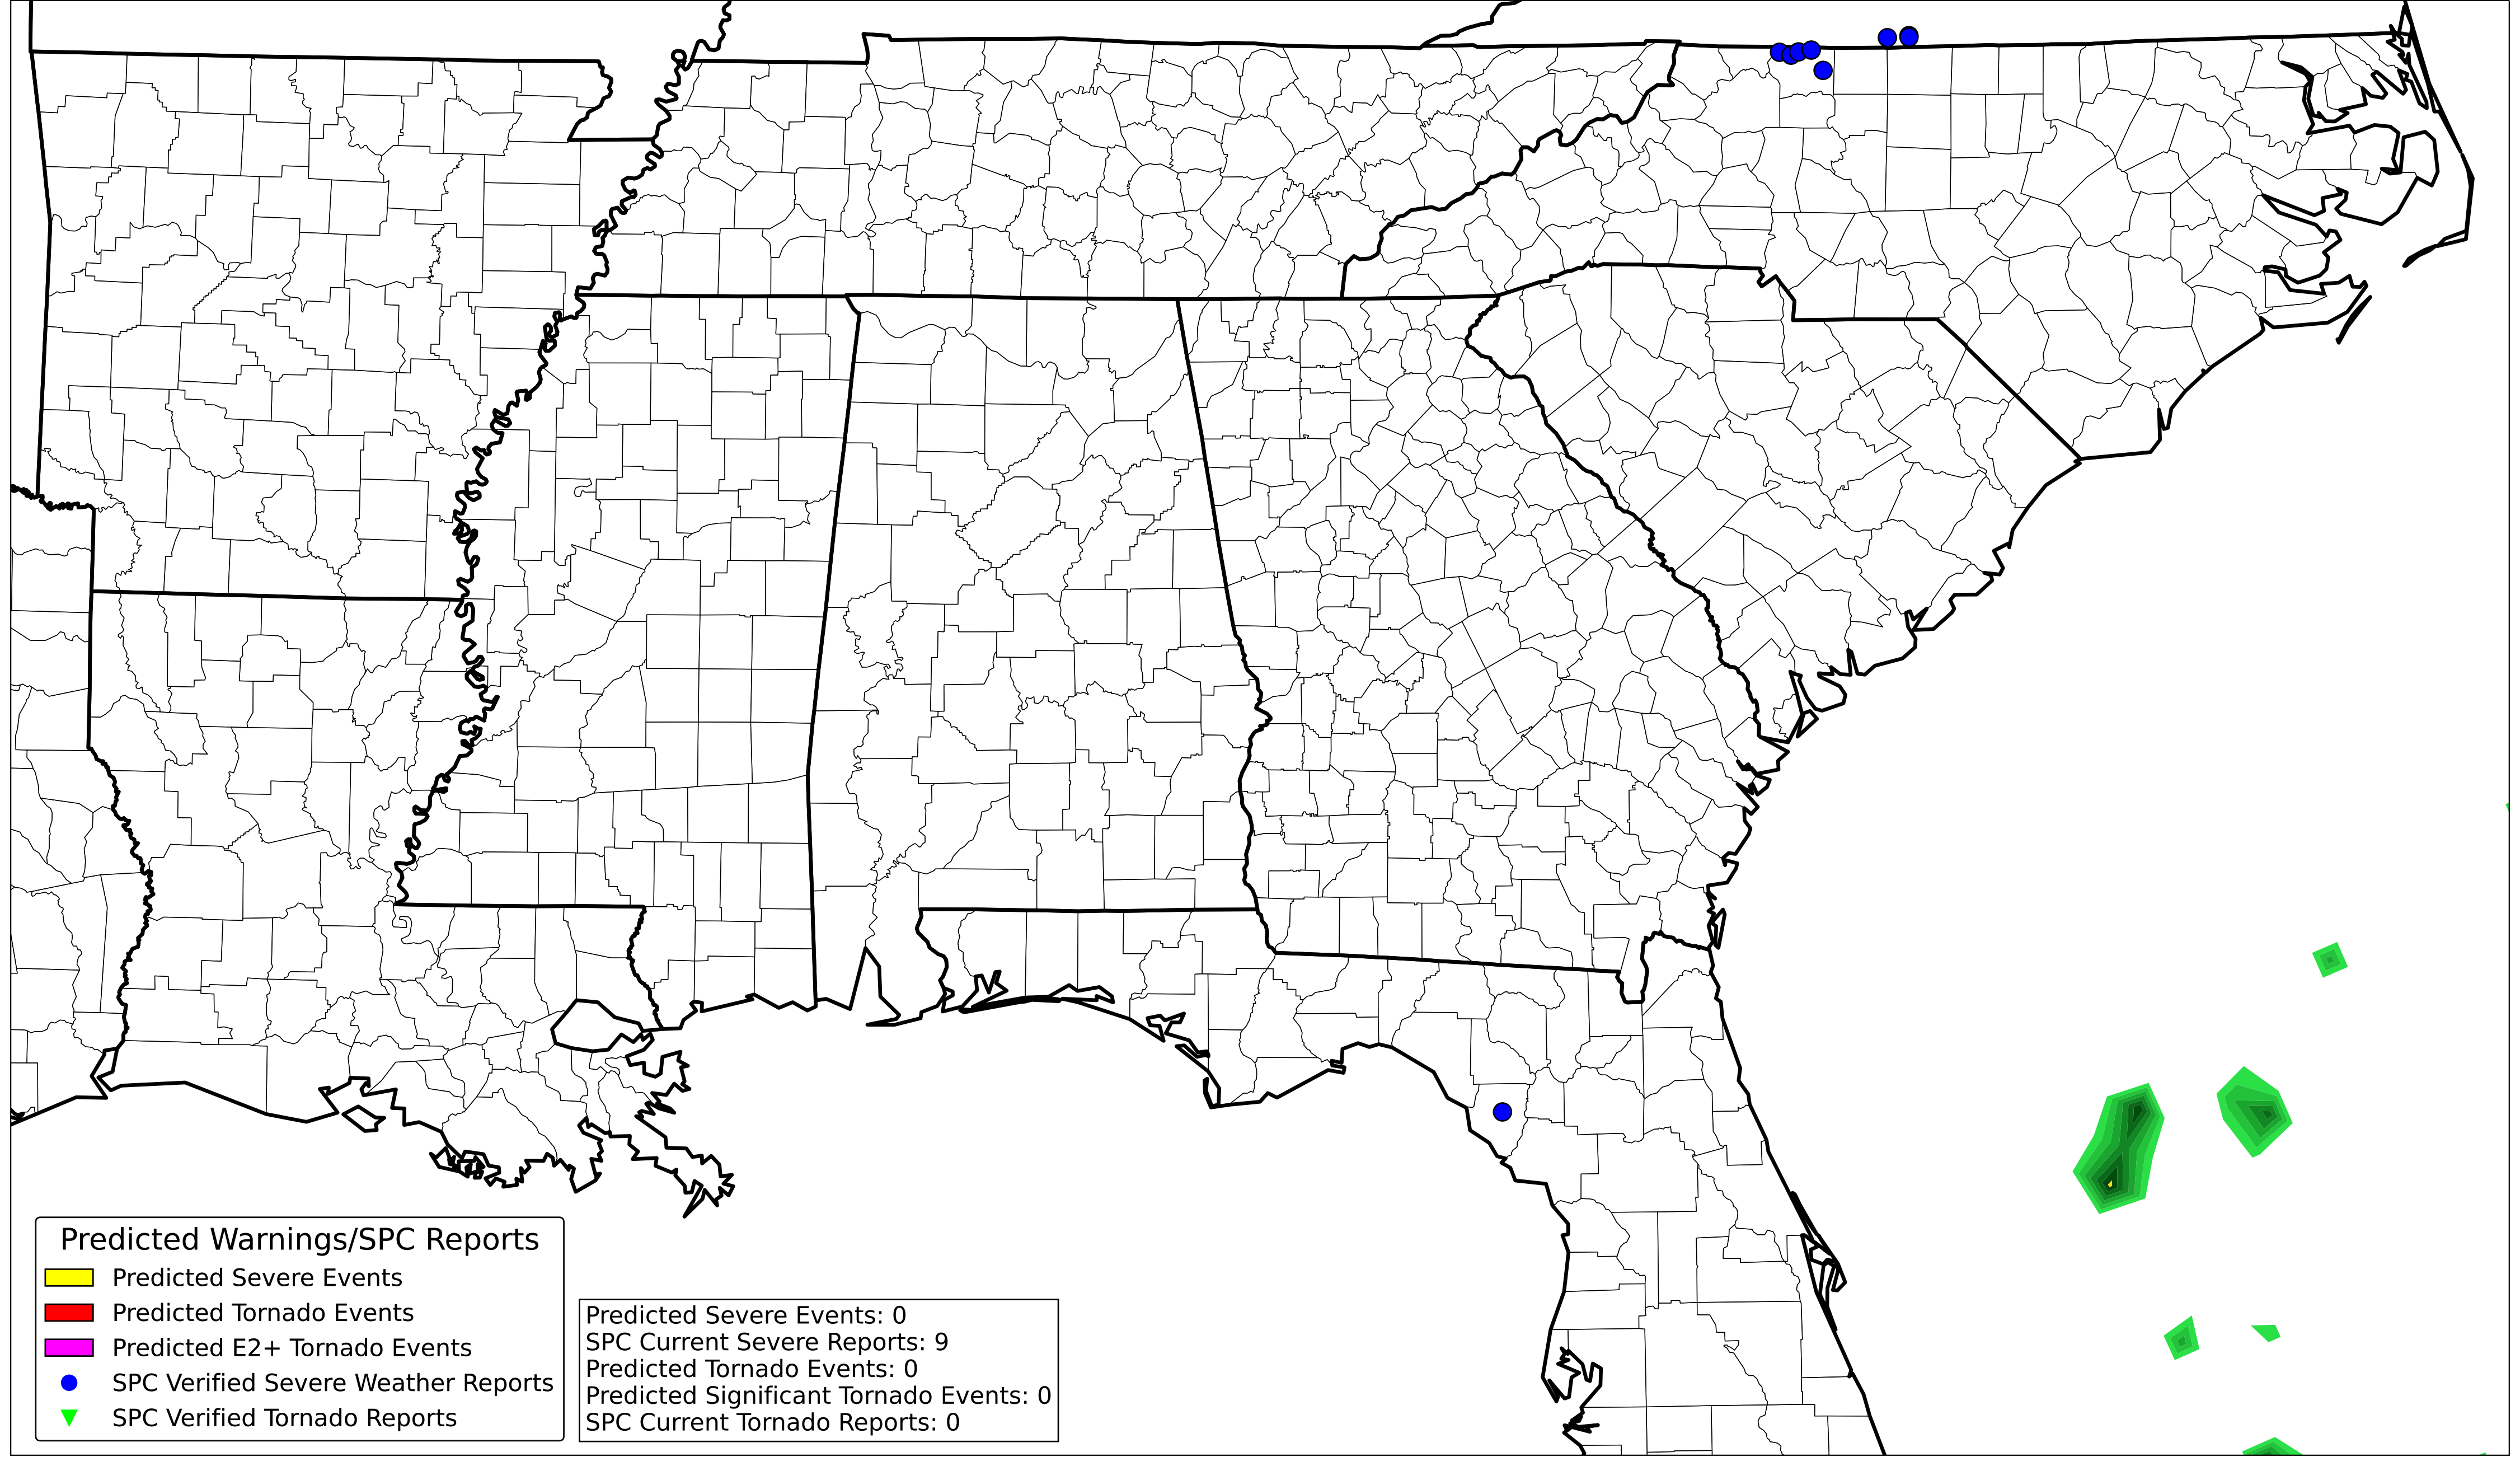 Predicted Warnings/SPC Reports
Predicted Severe Events
Predicted Tornado Events
Predicted E2+ Tornado Events
SPC Verified Severe Weather Reports
SPC Verified Tornado Reports
Predicted Severe Events: 0
SPC Current Severe Reports: 9
Predicted Tornado Events: 0
Predicted Significant Tornado Events: 0
SPC Current Tornado Reports: 0